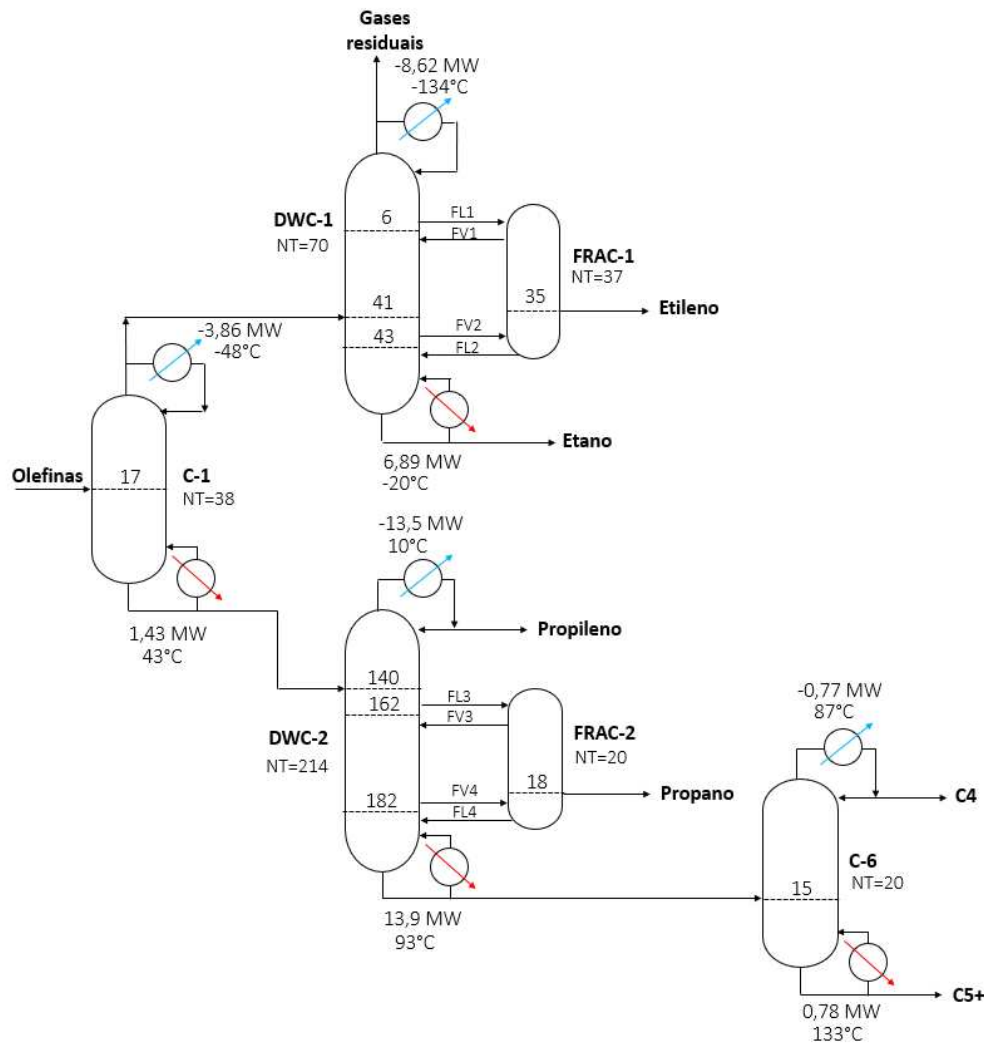 Gases
residuais
-8,62 MW
-134°C
DWC-1
NT=70
6
FL1
FV1
FRAC-1
NT=37
35
Etileno
41
43
FV2
FL2
-3,86 MW
-48°C
Etano
6,89 MW
-20°C
Olefinas
17
C-1
NT=38
1,43 MW
43°C
-13,5 MW
10°C
Propileno
140
162
FL3
FV3
DWC-2
NT=214
FRAC-2
NT=20
18
Propano
182
FV4
FL4
13,9 MW
93°C
-0,77 MW
87°C
C4
C-6
NT=20
15
C5+
0,78 MW
133°C